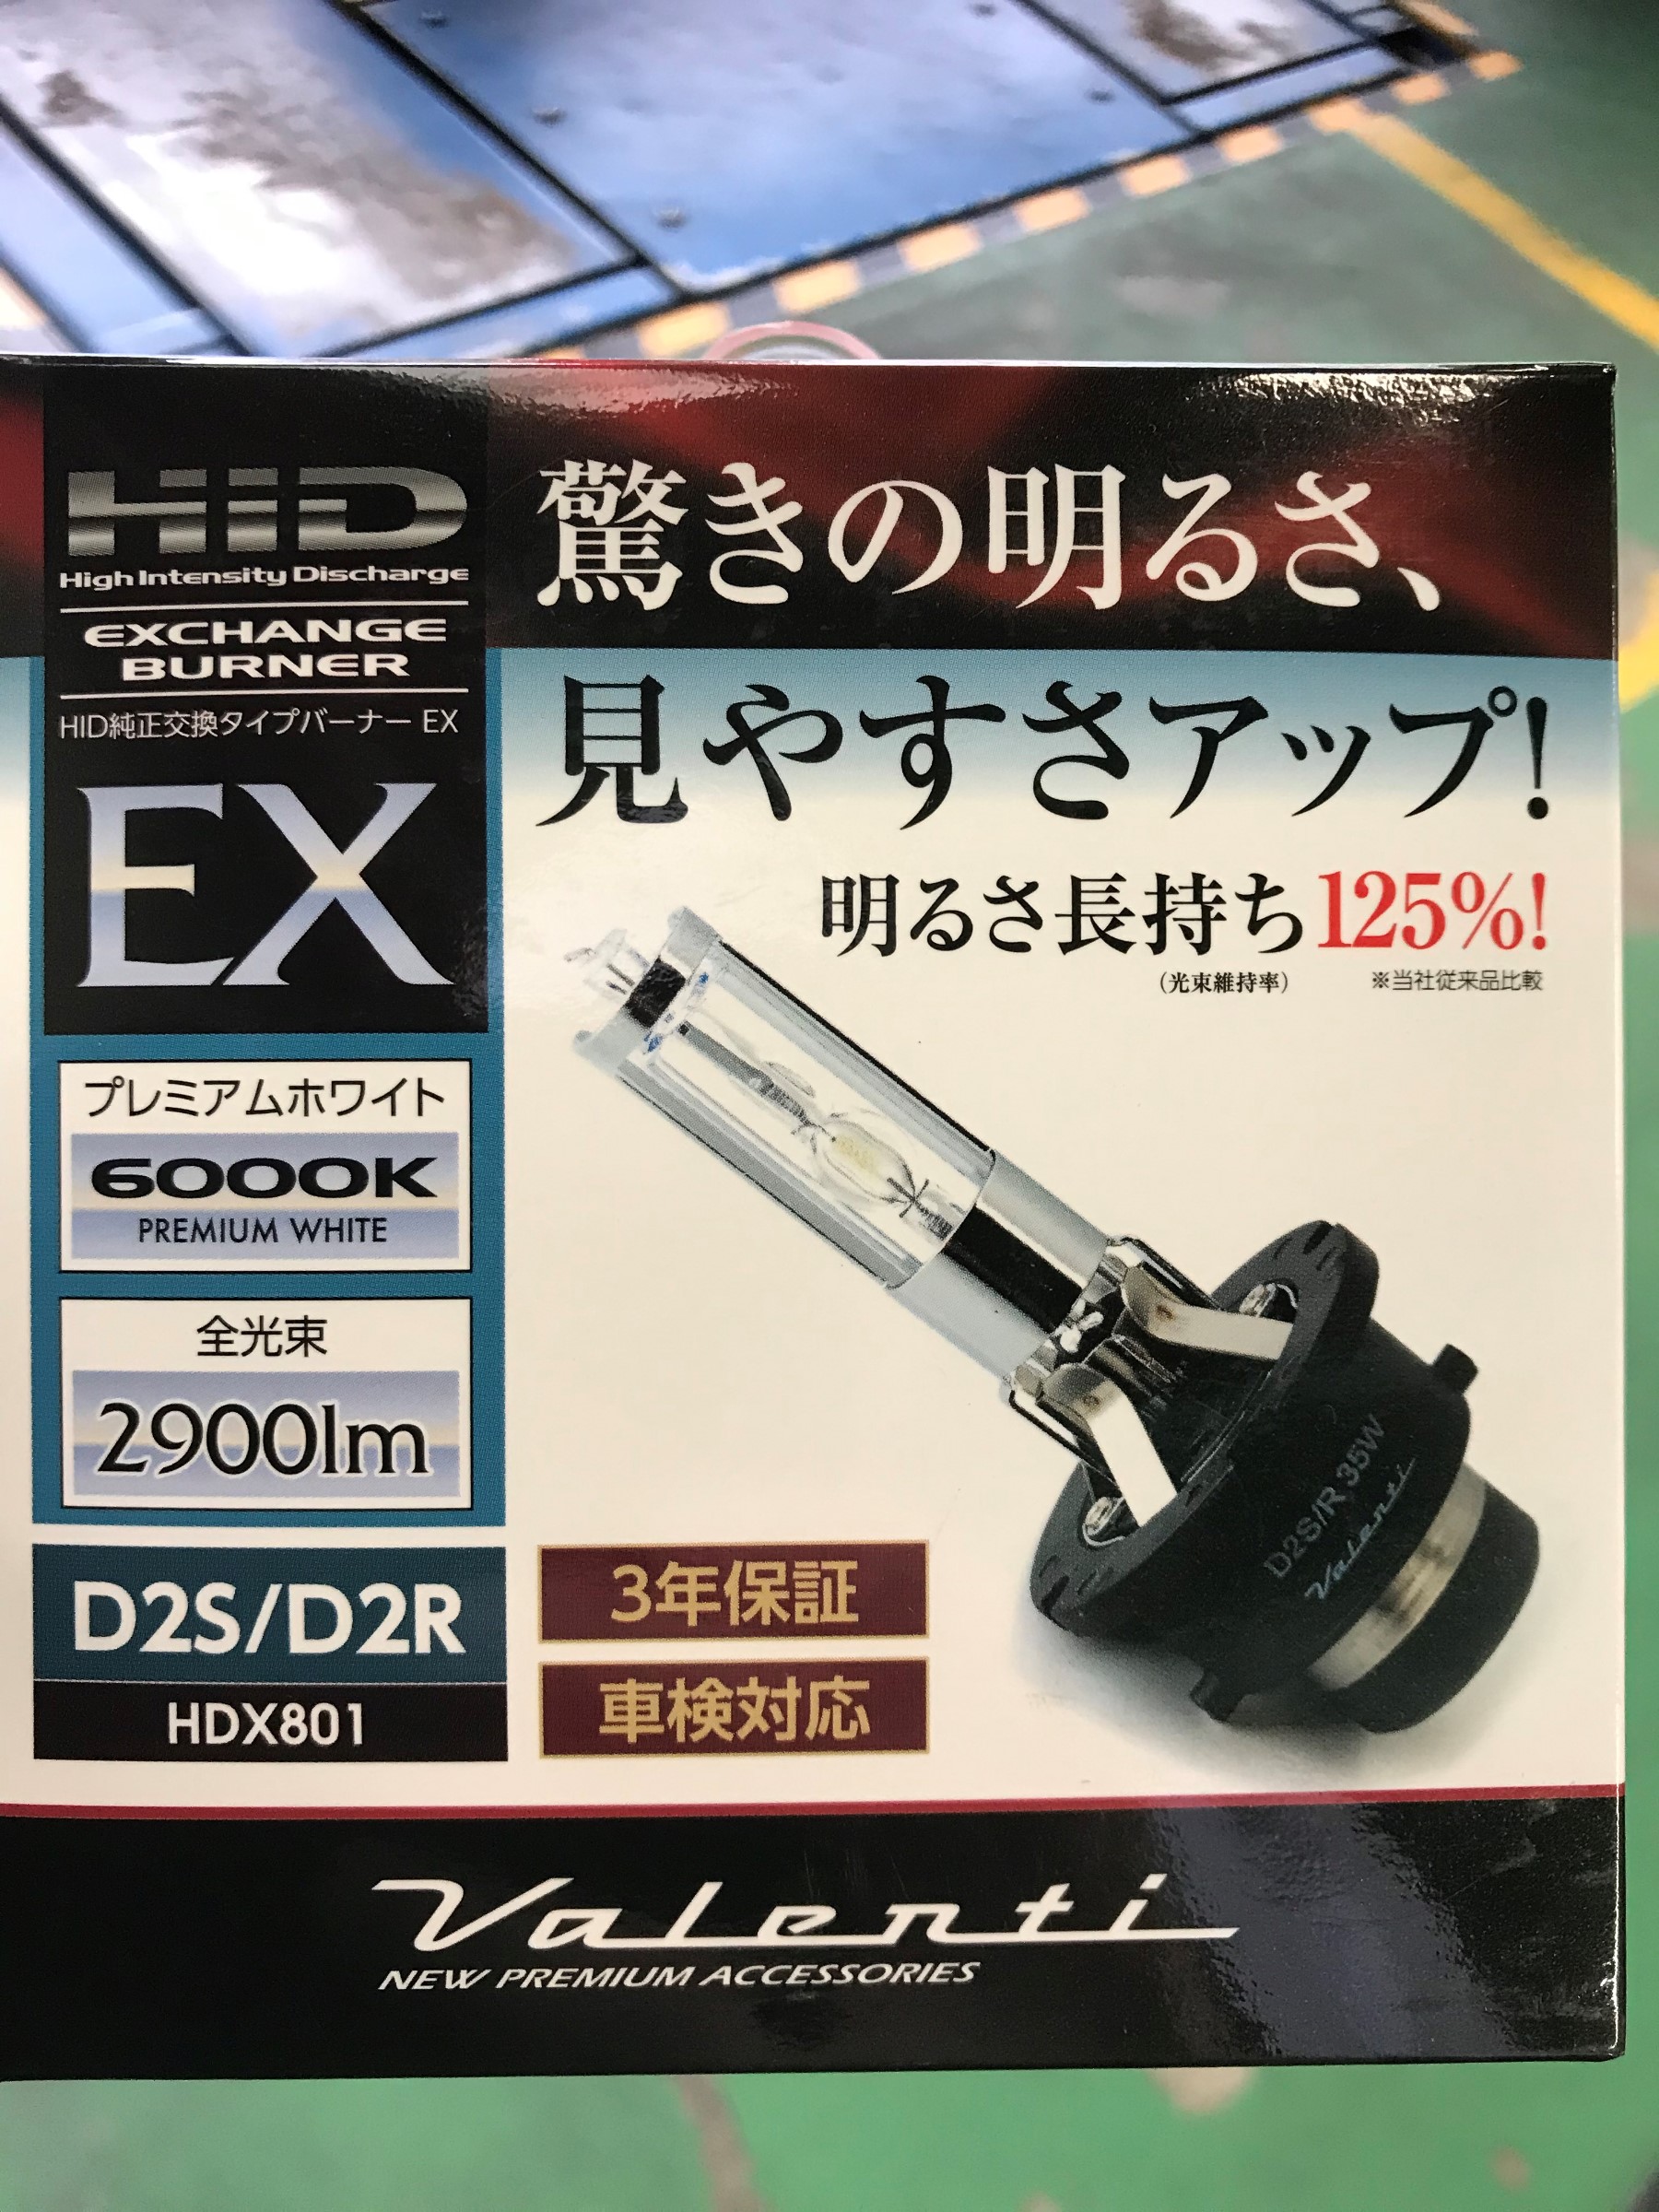 HiD
High Intensity Discharge
EXCHANGE
BURNER
HID純正交換タイプバーナー EX
EX
驚きの明るさ、
見やすさアップ!
明るさ長持ち125%!
(光束維持率)
※当社従来品比較
プレミアムホワイト
6000K
PREMIUM WHITE
全光束
2900lm
D2S/D2R
HDX801
3年保証
車検対応
D2S/R 35W
Valenti
Valenti
NEW PREMIUM ACCESSORIES